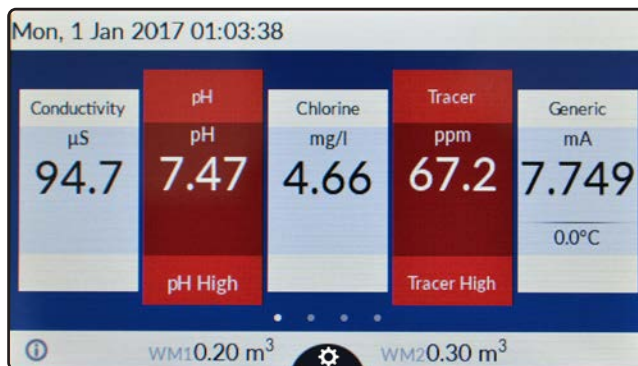 Mon, 1 Jan 2017 01:03:38
Conductivity
µS
94.7
pH
pH
7.47
pH High
Chlorine
mg/l
4.66
Tracer
ppm
67.2
Tracer High
Generic
mA
7.749
0.0°C
WM1 0.20 m³
WM2 0.30 m³